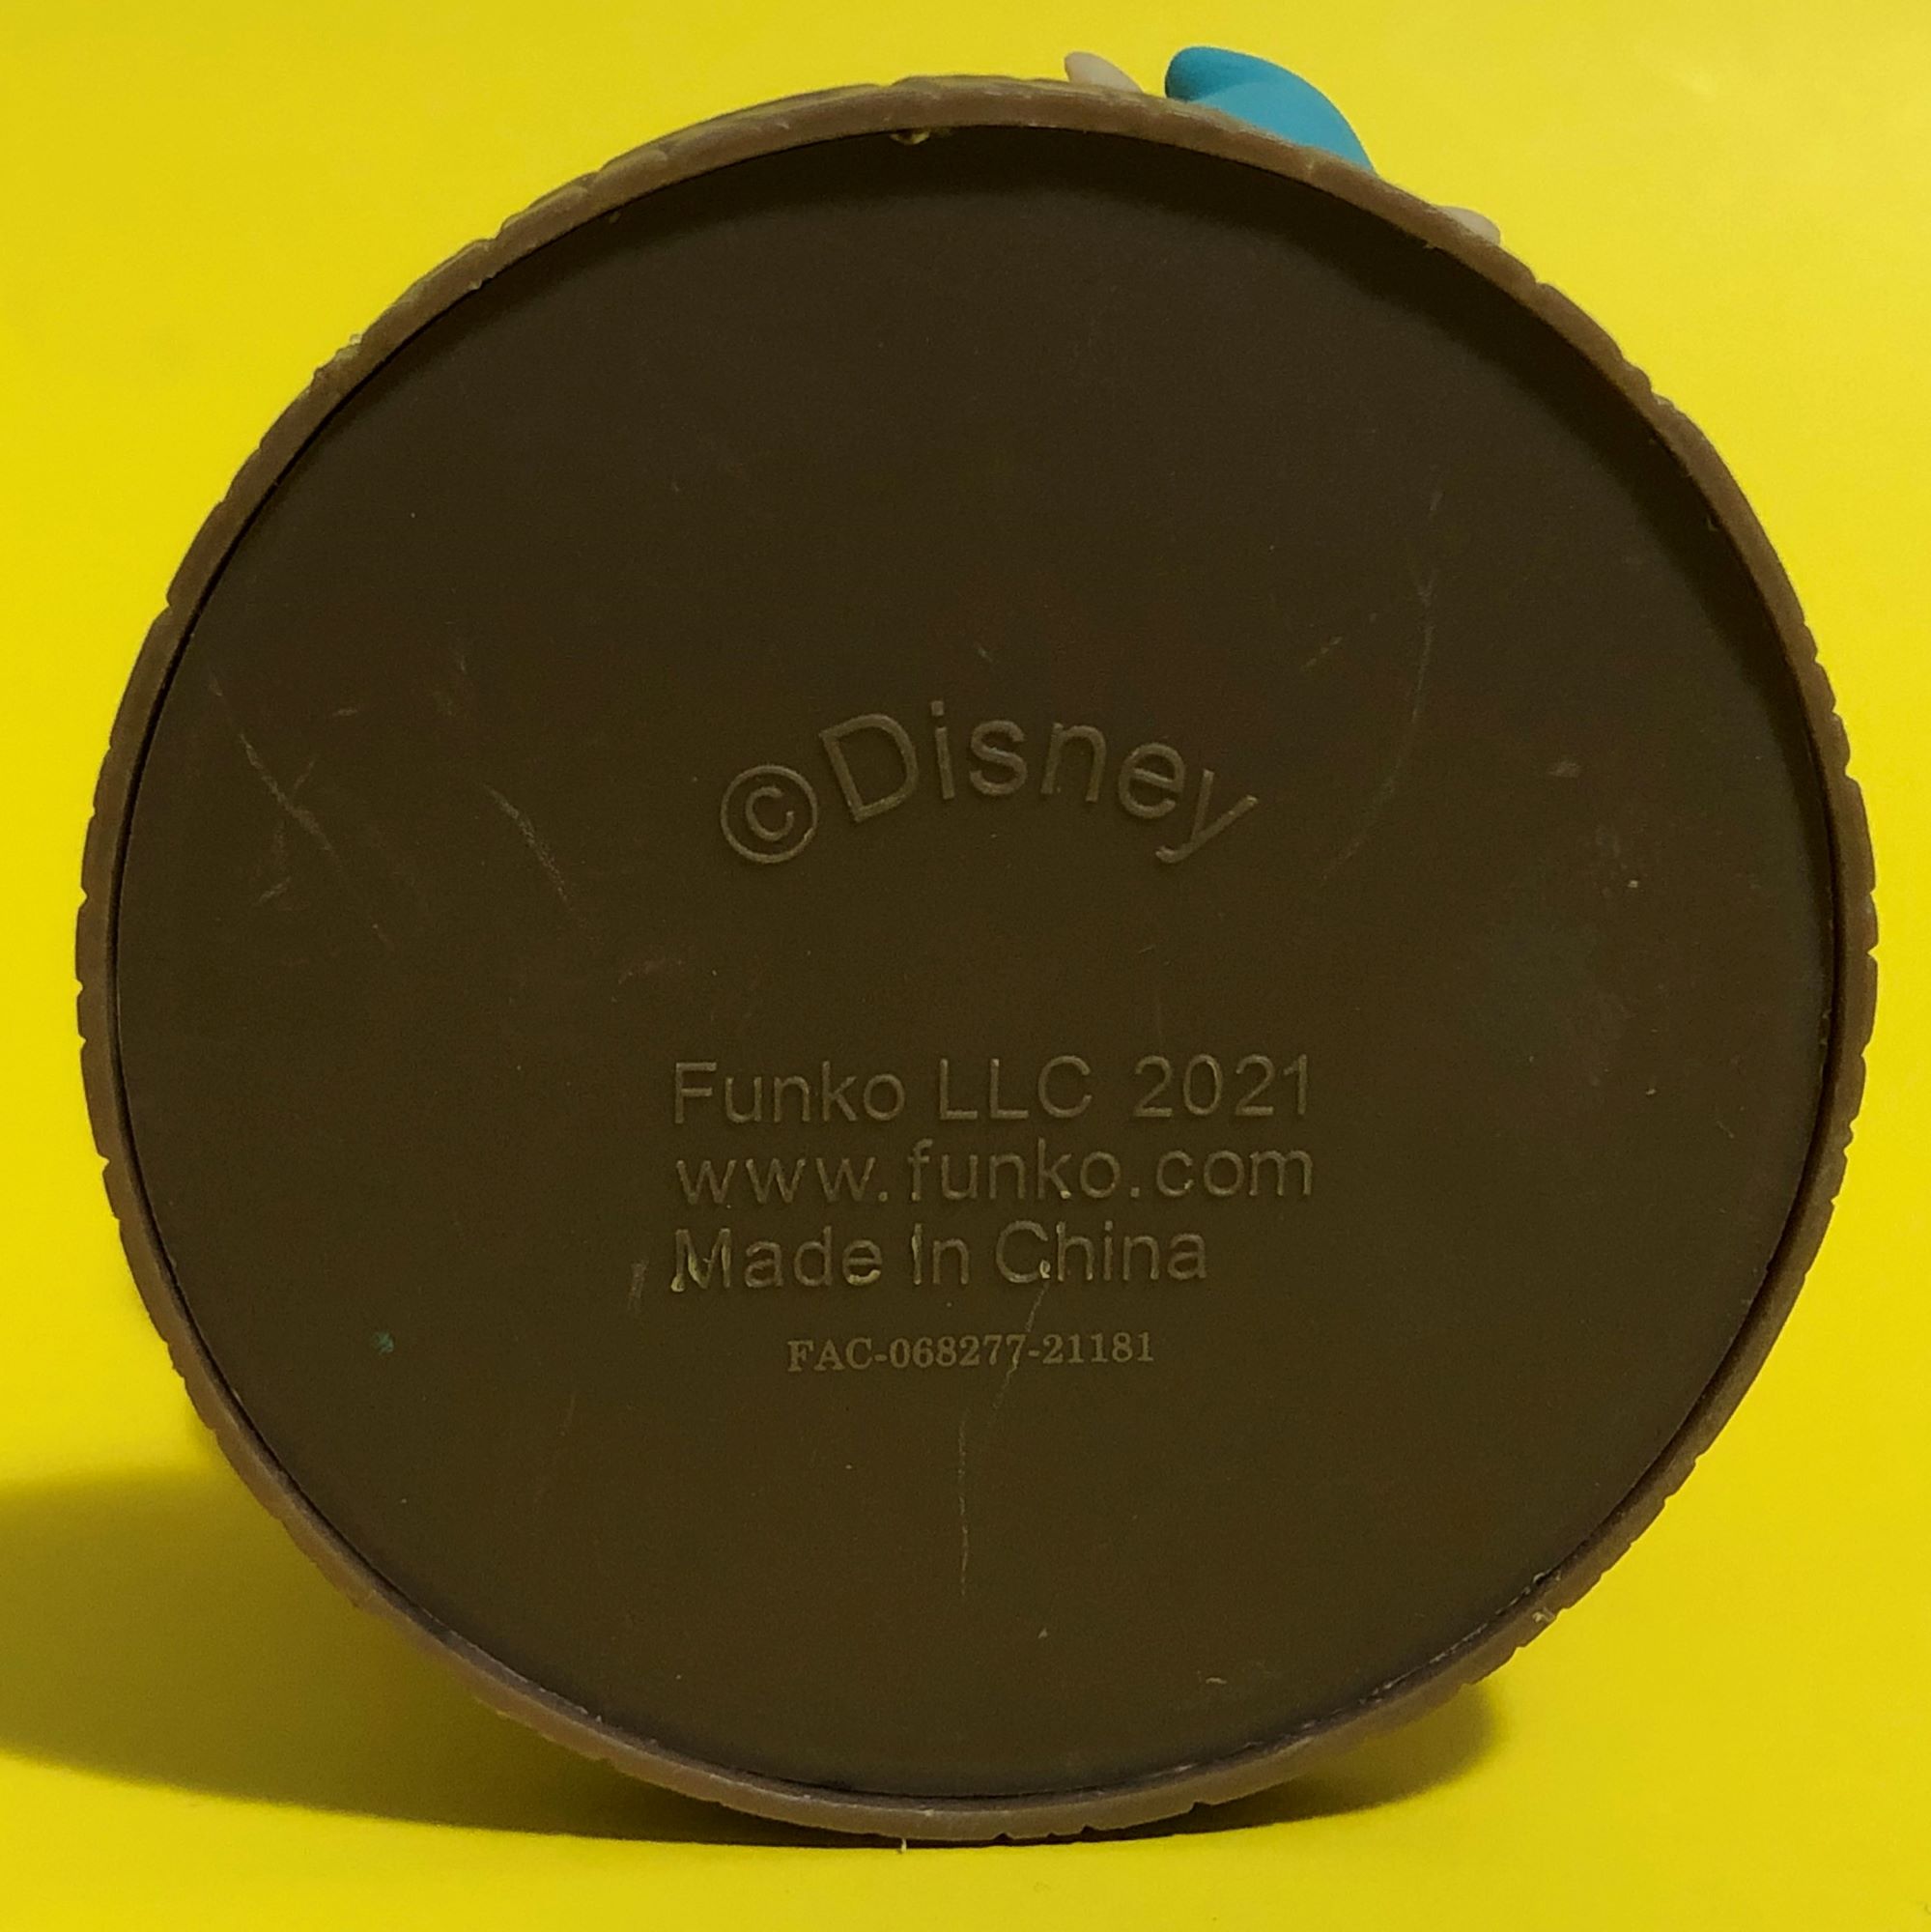 ©Disney
Funko LLC 2021
www.funko.com
Made In China
FAC-068277-21181